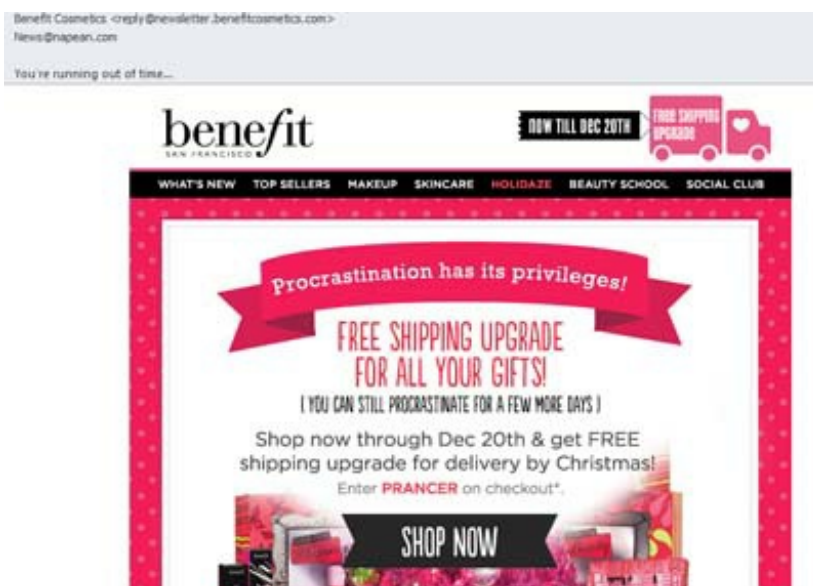 Benefit Cosmetics <reply@newsletter.benefitcosmetics.com>
News@napean.com
You're running out of time...
benefit
SAN FRANCISCO
NOW TILL DEC 20TH
FREE SHIPPING
UPGRADE
WHAT'S NEW TOP SELLERS MAKEUP SKINCARE HOLIDAZE BEAUTY SCHOOL SOCIAL CLUB
Procrastination has its privileges!
FREE SHIPPING UPGRADE
FOR ALL YOUR GIFTS!
( YOU CAN STILL PROCRASTINATE FOR A FEW MORE DAYS )
Shop now through Dec 20th & get FREE
shipping upgrade for delivery by Christmas!
Enter PRANCER on checkout*.
SHOP NOW